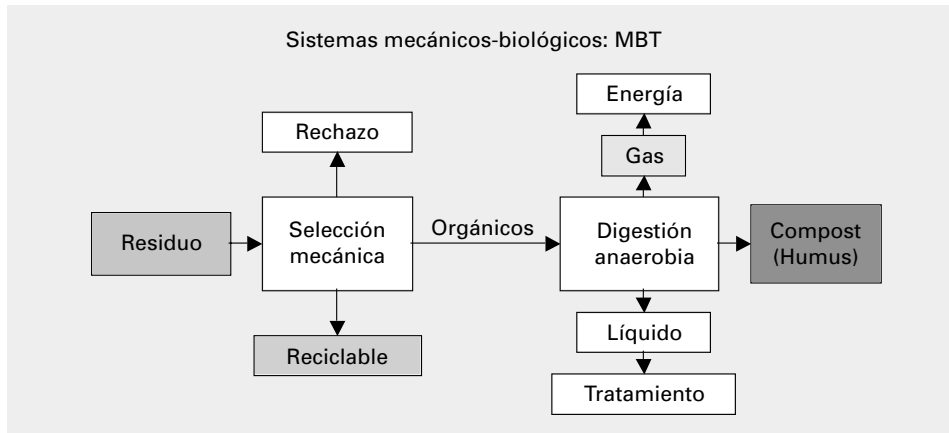 Sistemas mecánicos-biológicos: MBT
Energía
Rechazo
Gas
Residuo
Selección
mecánica
Orgánicos
Digestión
anaerobia
Compost
(Humus)
Líquido
Reciclable
Tratamiento